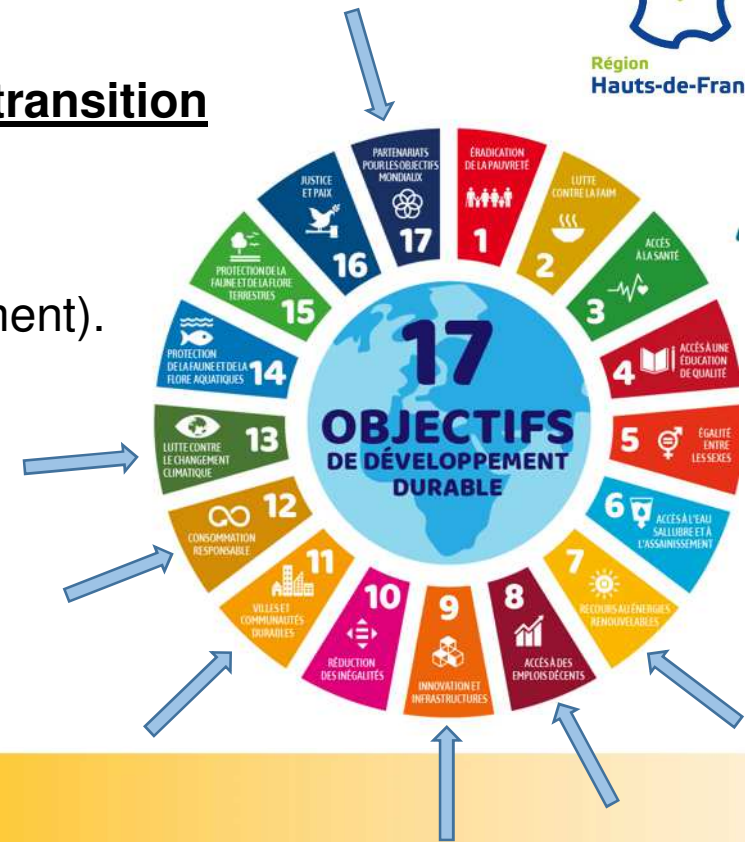 Région
Hauts-de-Fran
transition
ment).
PARTENARIATS
POUR LES OBJECTIFS
MONDIAUX
17
ÉRADICATION
DE LA PAUVRETÉ
1
LUTTE
CONTRE LA FAIM
2
ACCÈS
À LA SANTÉ
3
ACCÈS À UNE
ÉDUCATION
DE QUALITÉ
4
ÉGALITÉ
ENTRE
LES SEXES
5
6
ACCÈS À L'EAU
SALLUBRE ET À
L'ASSAINISSEMENT
7
RECOURS AU ÉNERGIES
RENOUVELABLES
8
ACCÈS À DES
EMPLOIS DÉCENTS
9
INNOVATION ET
INFRASTRUCTURES
10
RÉDUCTION
DES INÉGALITÉS
11
VILLES ET
COMMUNAUTÉS
DURABLES
12
CONSOMMATION
RESPONSABLE
13
LUTTE CONTRE
LE CHANGEMENT
CLIMATIQUE
PROTECTION
DE LA FAUNE ET DE LA
FLORE AQUATIQUES
14
PROTECTION DE LA
FAUNE ET DE LA FLORE
TERRESTRES
15
JUSTICE
ET PAIX
16
17
OBJECTIFS
DE DÉVELOPPEMENT
DURABLE